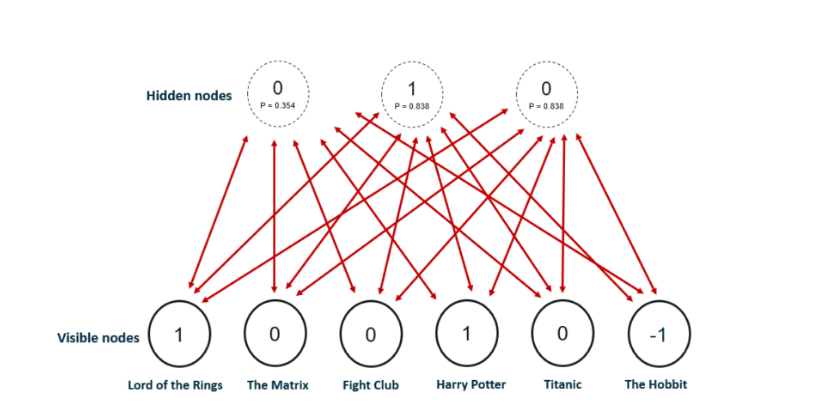 0 1 0
Hidden nodes P = 0.354 P = 0.838 P = 0.838
Visible nodes 1 0 0 1 0 -1
Lord of the Rings The Matrix Fight Club Harry Potter Titanic The Hobbit